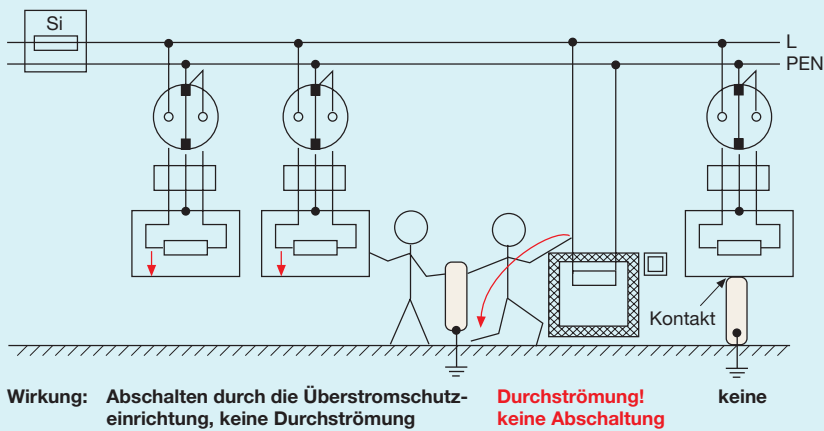 Si
L
PEN
Kontakt
Wirkung: Abschalten durch die Überstromschutz- Durchströmung! keine
einrichtung, keine Durchströmung keine Abschaltung